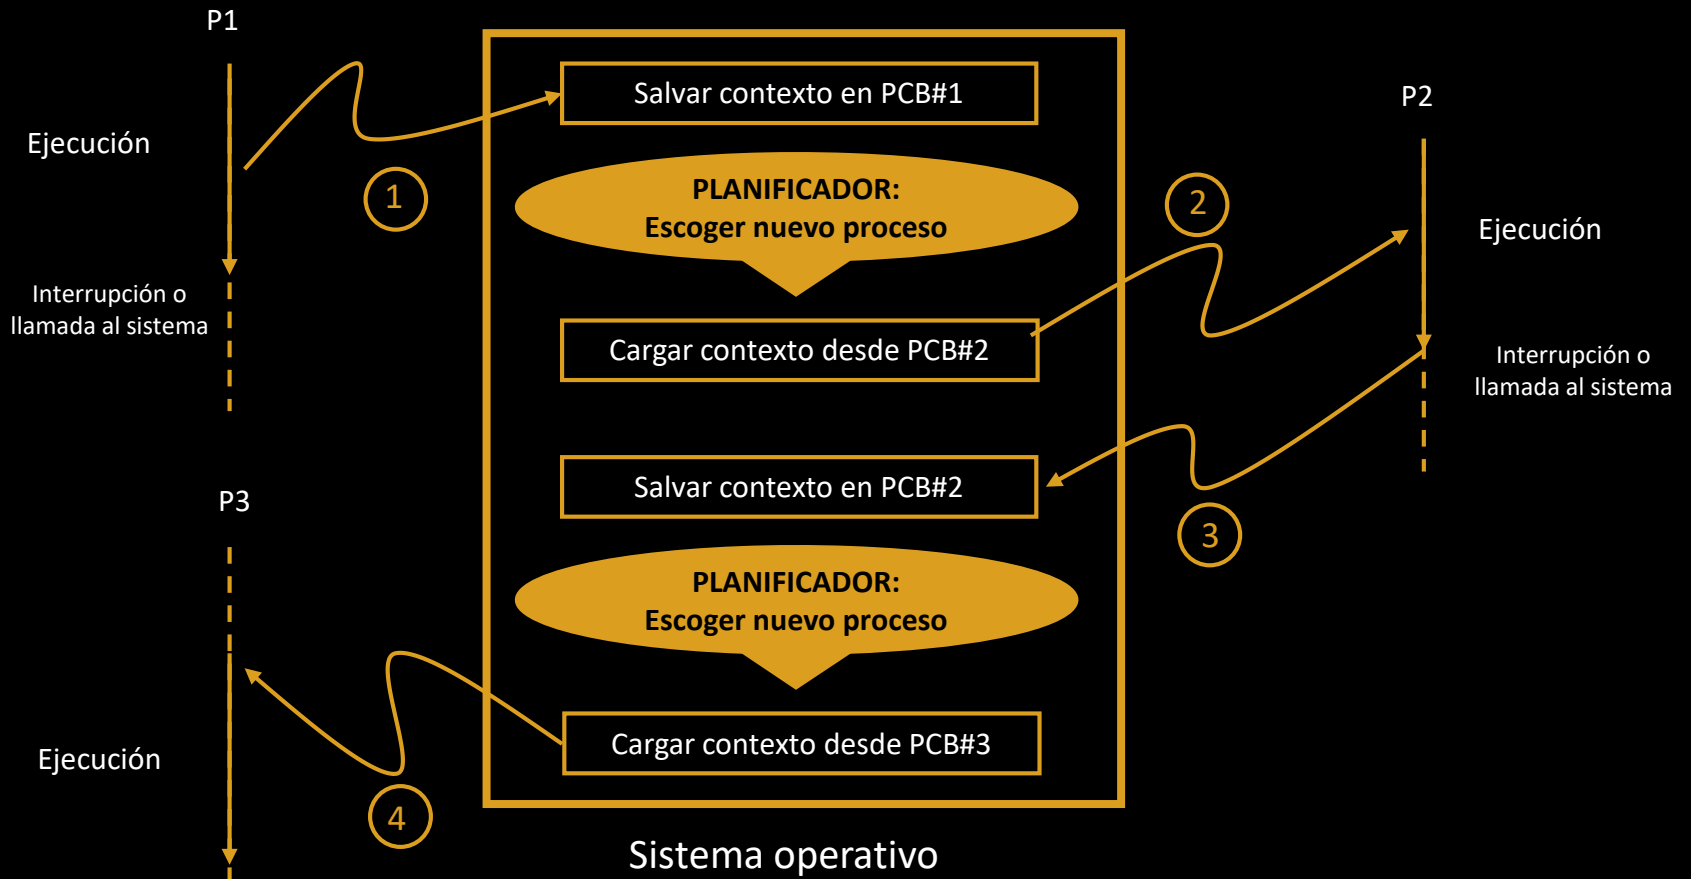 P1
Salvar contexto en PCB#1
P2
Ejecución
1
PLANIFICADOR:
Escoger nuevo proceso
2
Ejecución
Interrupción o
llamada al sistema
Cargar contexto desde PCB#2
Interrupción o
llamada al sistema
Salvar contexto en PCB#2
P3
3
PLANIFICADOR:
Escoger nuevo proceso
Cargar contexto desde PCB#3
Ejecución
4
Sistema operativo